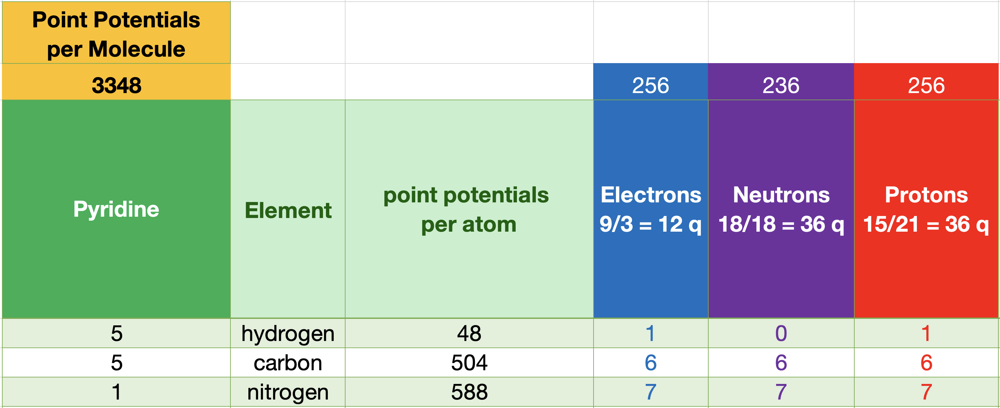 Point Potentials
per Molecule
3348 256 236 256
Pyridine Element point potentials
per atom Electrons
9/3 = 12 q Neutrons
18/18 = 36 q Protons
15/21 = 36 q
5 hydrogen 48 1 0 1
5 carbon 504 6 6 6
1 nitrogen 588 7 7 7